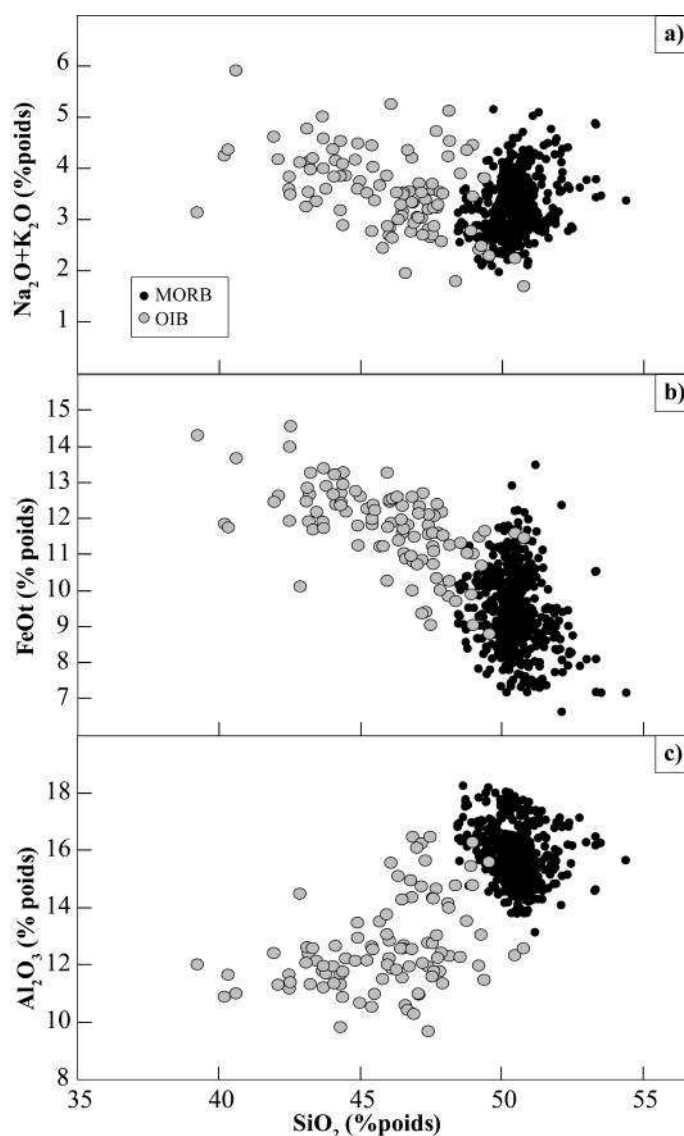 a)
Na₂O+K₂O (%poids)
6
5
4
3
2
1
MORB
OIB
b)
FeOt (% poids)
15
14
13
12
11
10
9
8
7
c)
Al₂O₃ (% poids)
18
16
14
12
10
8
35 40 45 50 55
SiO₂ (%poids)